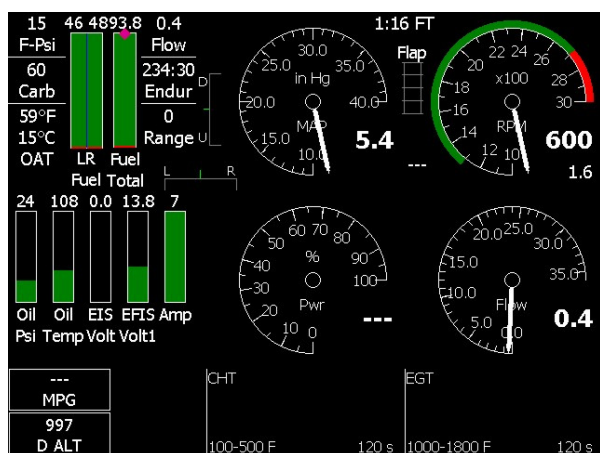 15 46 48 93.8 0.4
F-Psi Flow
60 234:30
Carb Endur
59°F 0
15°C Range
OAT LR Fuel
Fuel Total
D
U
L R
1:16 FT
Flap
---
in Hg
MAP
10.0 15.0 20.0 25.0 30.0 35.0 40.0
5.4
x100
RPM
10 12 14 16 18 20 22 24 26 28 30
600
1.6
24 108 0.0 13.8 7
Oil Oil EIS EFIS Amp
Psi Temp Volt Volt1
%
Pwr
0 10 20 30 40 50 60 70 80 90 100
---
Flow
0.0 5.0 10.0 15.0 20.0 25.0 30.0 35.0
0.4
---
MPG
997
D ALT
CHT
100-500 F 120 s
EGT
1000-1800 F 120 s